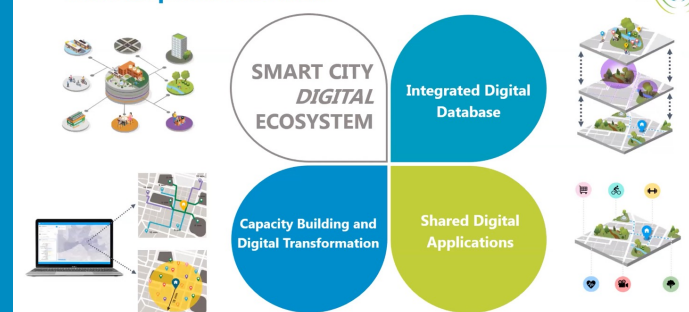 SMART CITY
DIGITAL
ECOSYSTEM
Integrated Digital
Database
Capacity Building and
Digital Transformation
Shared Digital
Applications